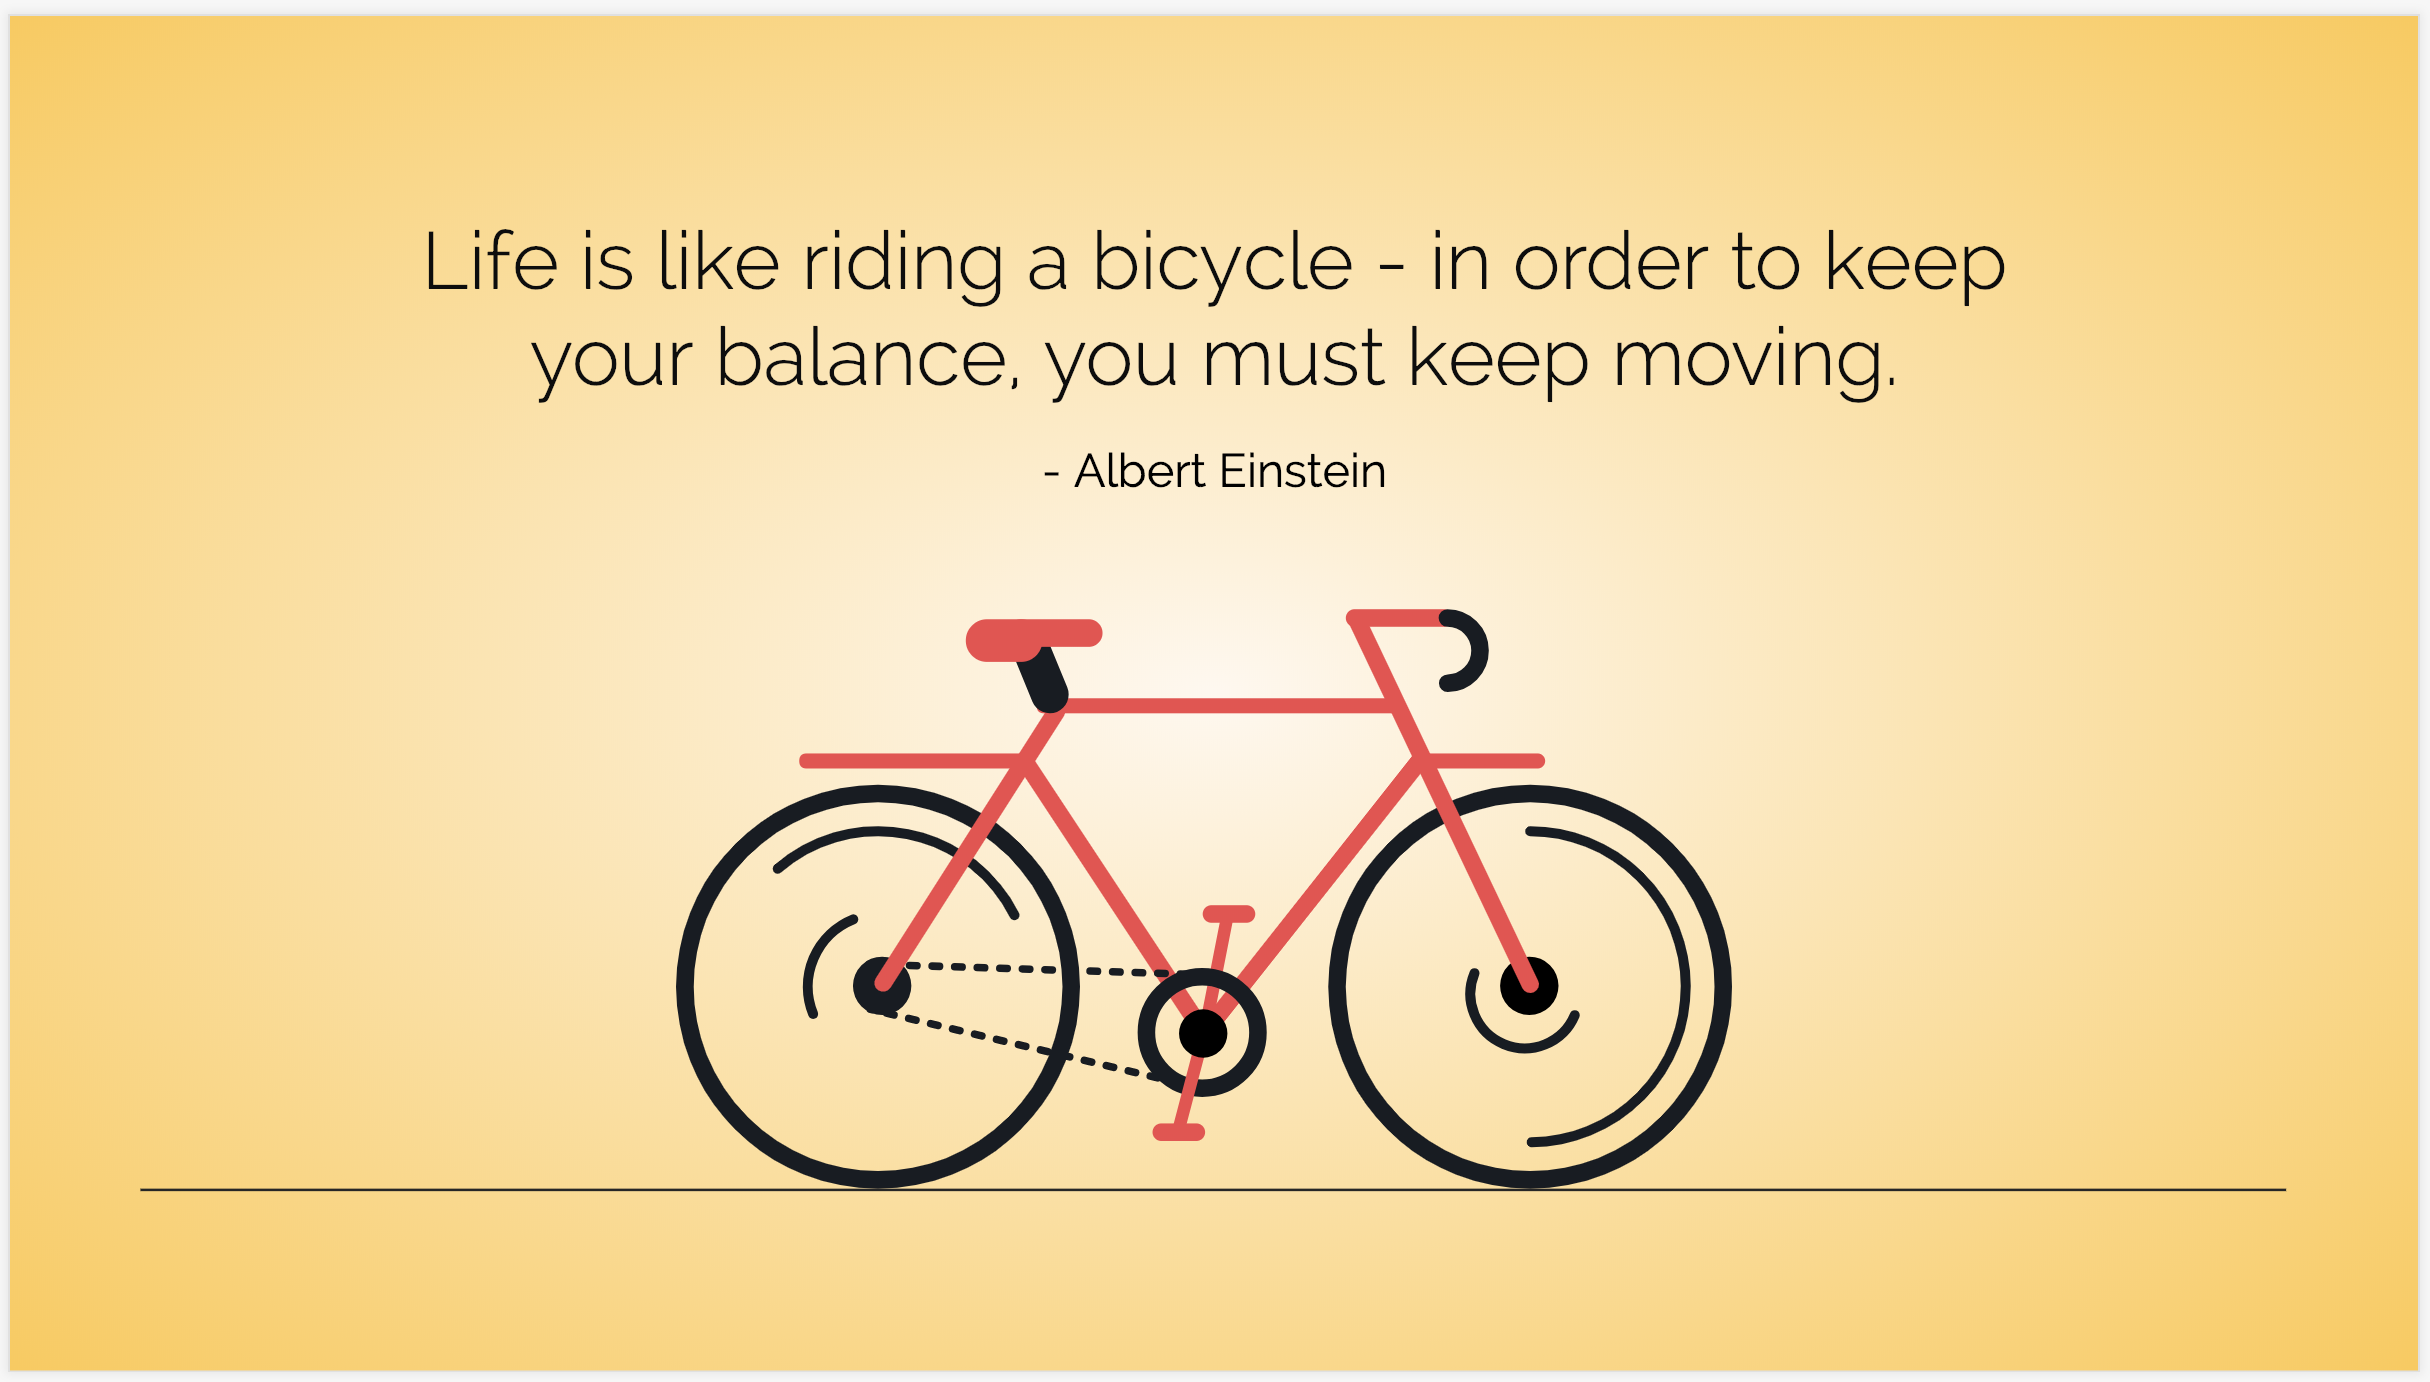 Life is like riding a bicycle - in order to keep
your balance, you must keep moving.
- Albert Einstein